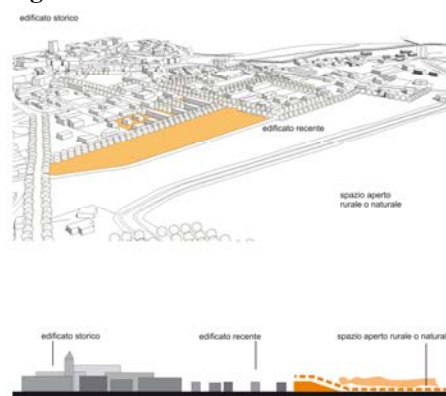 edificato storico
edificato recente
spazio aperto
rurale o naturale
edificato storico
edificato recente
spazio aperto rurale o natural